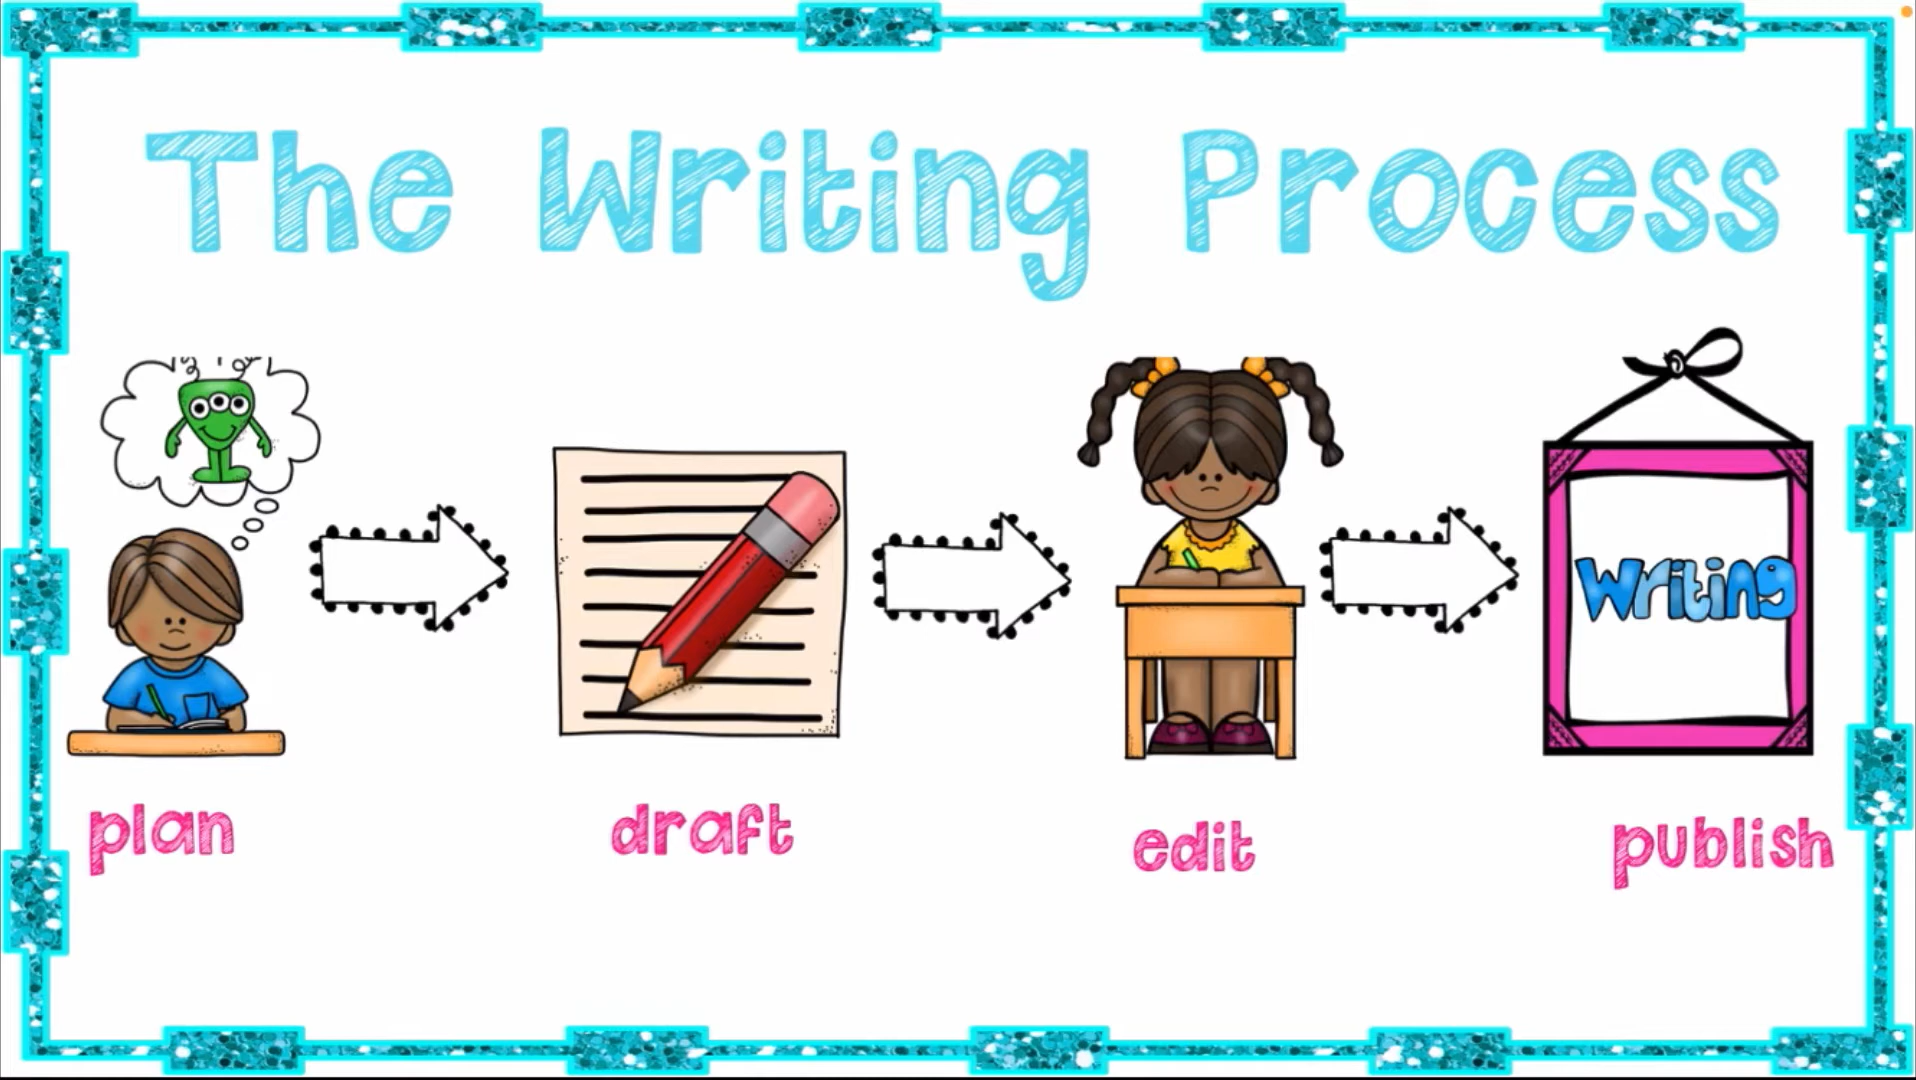 The Writing Process
Writing
plan
draft
edit
publish